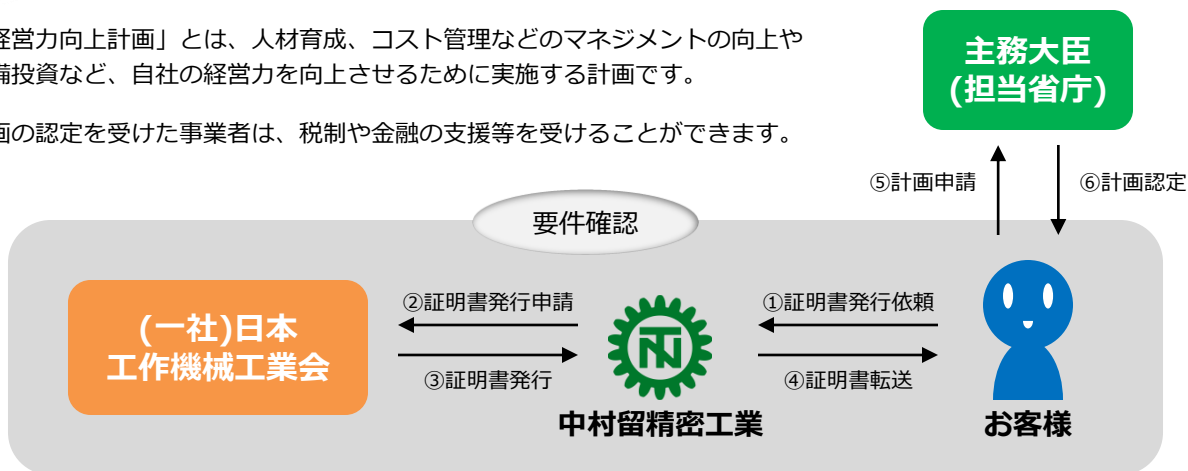 営力向上計画」とは、人材育成、コスト管理などのマネジメントの向上や
備投資など、自社の経営力を向上させるために実施する計画です。
画の認定を受けた事業者は、税制や金融の支援等を受けることができます。
主務大臣
(担当省庁)
⑤計画申請
⑥計画認定
要件確認
(一社)日本
工作機械工業会
②証明書発行申請
③証明書発行
①証明書発行依頼
④証明書転送
中村留精密工業
お客様